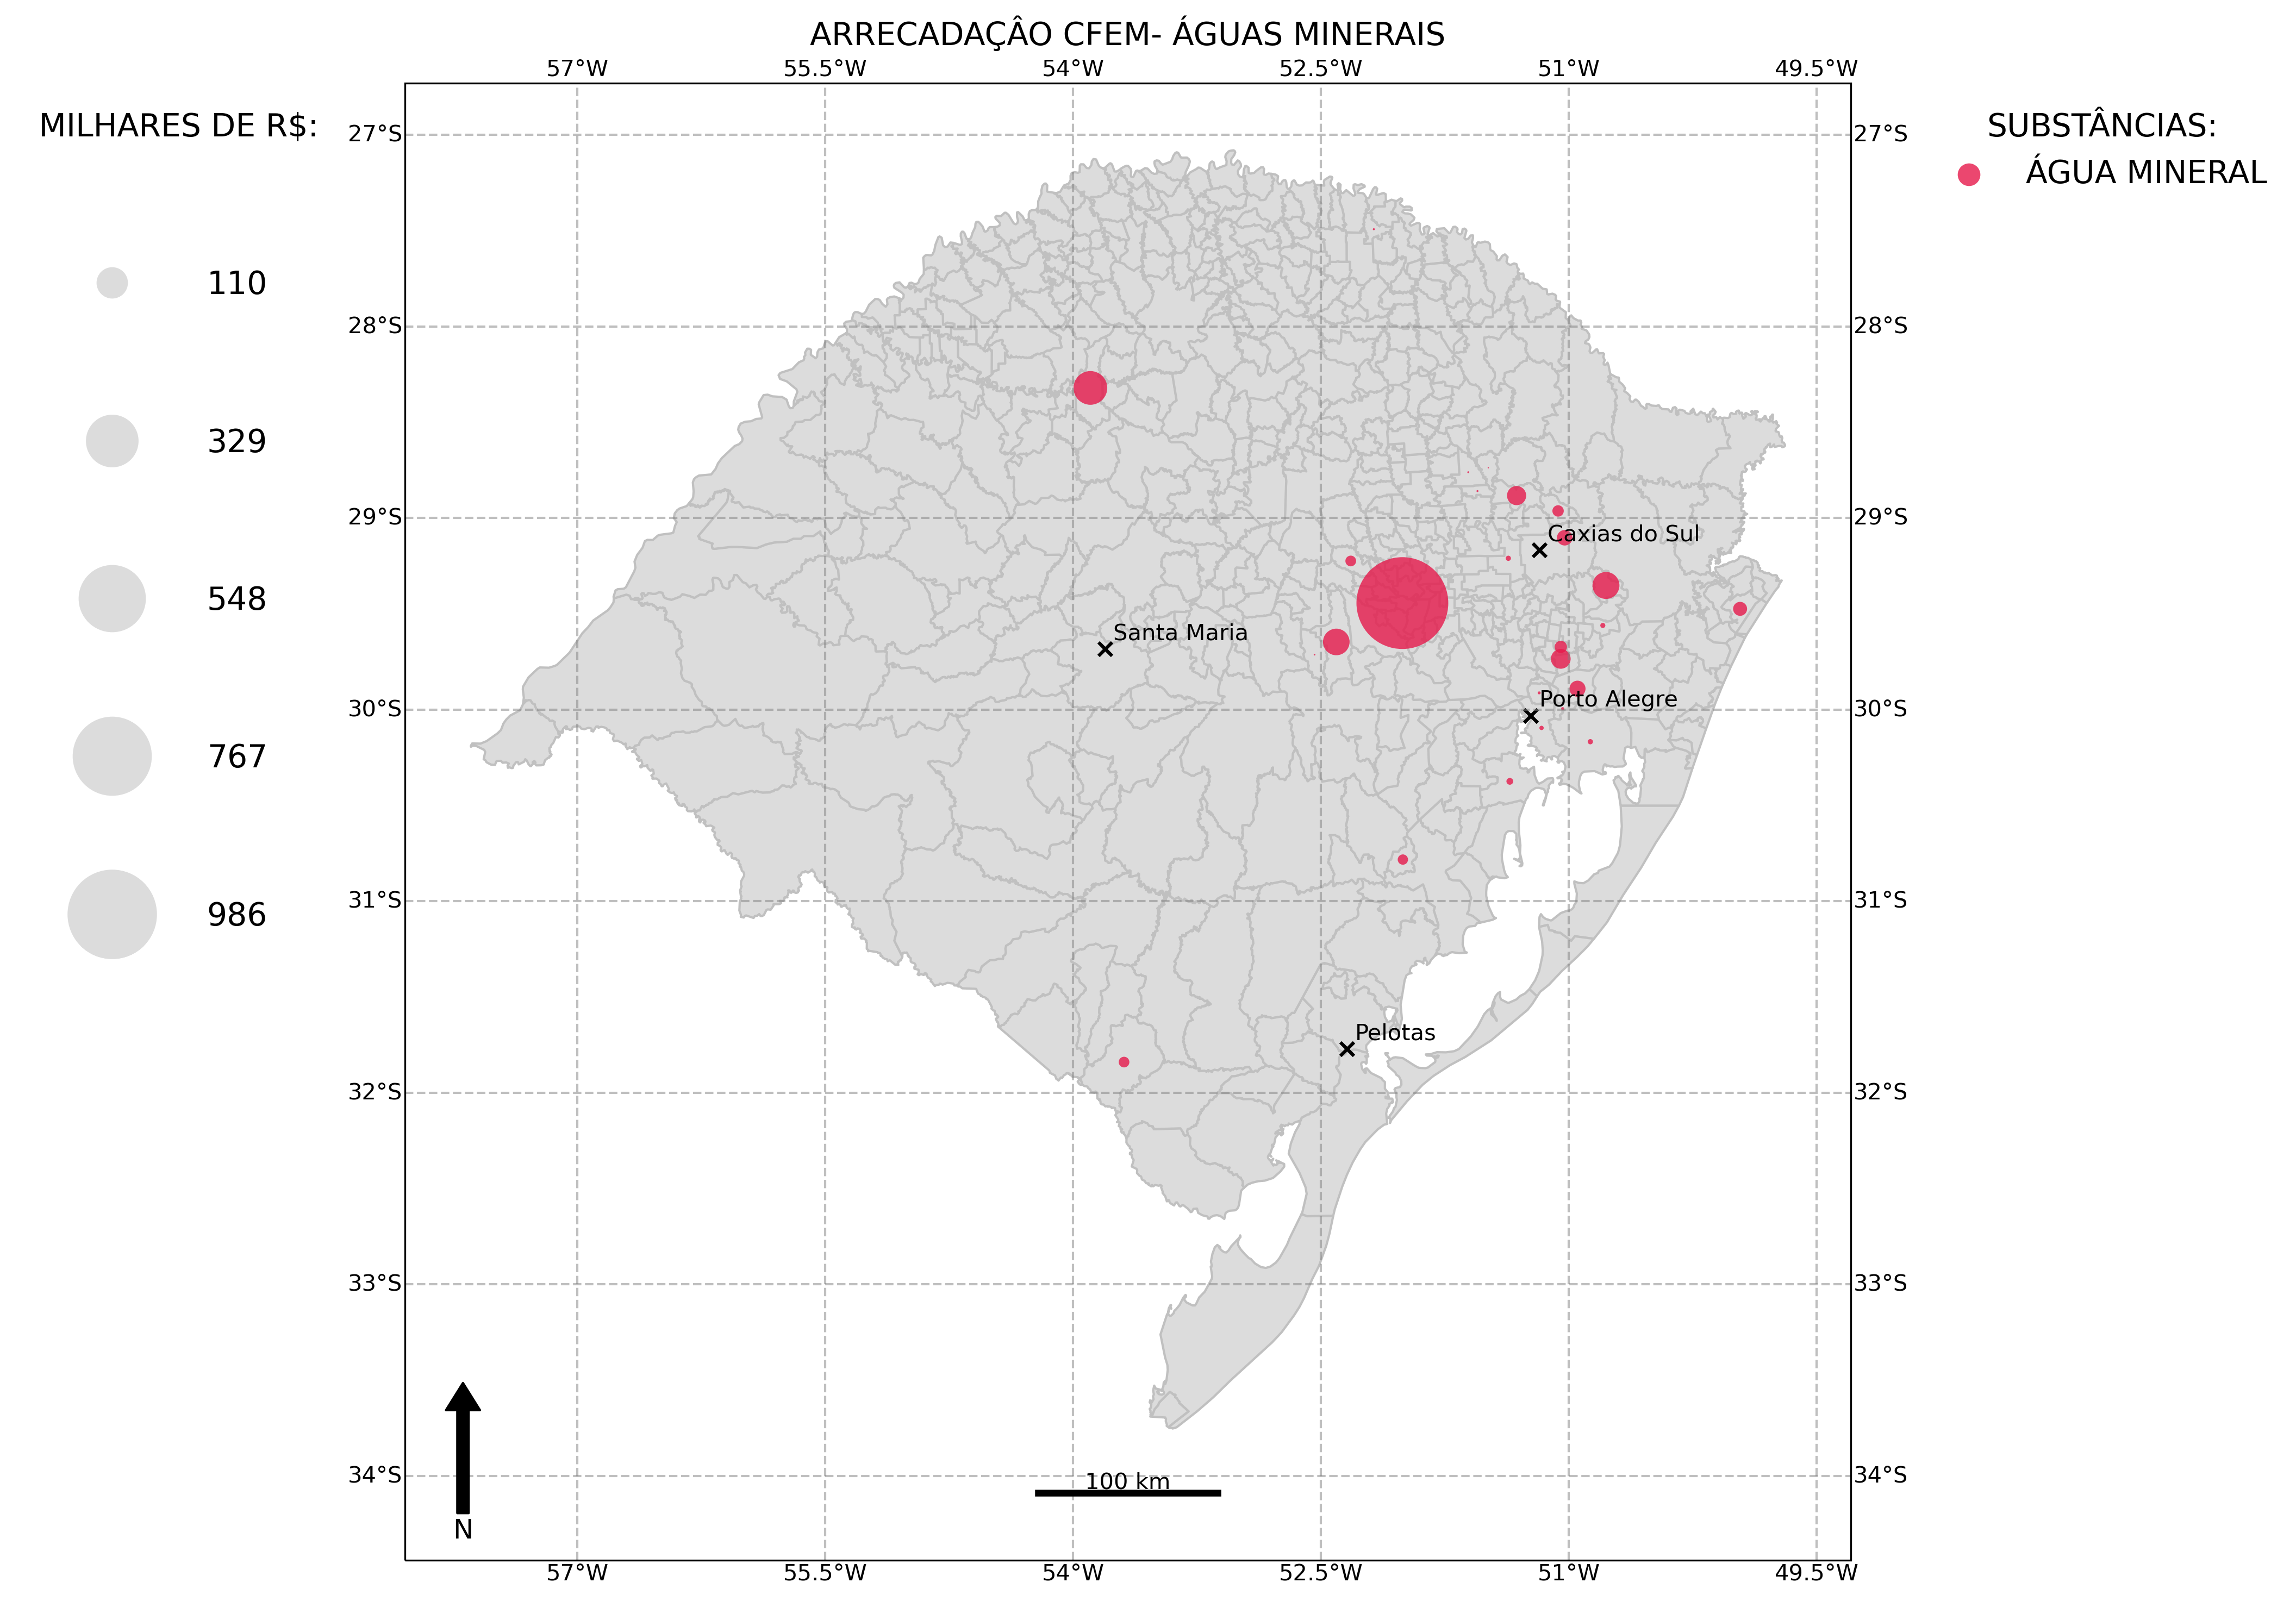 ARRECADAÇÂO CFEM- ÁGUAS MINERAIS
57°W 55.5°W 54°W 52.5°W 51°W 49.5°W
MILHARES DE R$:
110
329
548
767
986
27°S 27°S
28°S 28°S
29°S 29°S
30°S 30°S
31°S 31°S
32°S 32°S
33°S 33°S
34°S 34°S
Caxias do Sul
Santa Maria
Porto Alegre
Pelotas
100 km
N
57°W 55.5°W 54°W 52.5°W 51°W 49.5°W
SUBSTÂNCIAS:
ÁGUA MINERAL